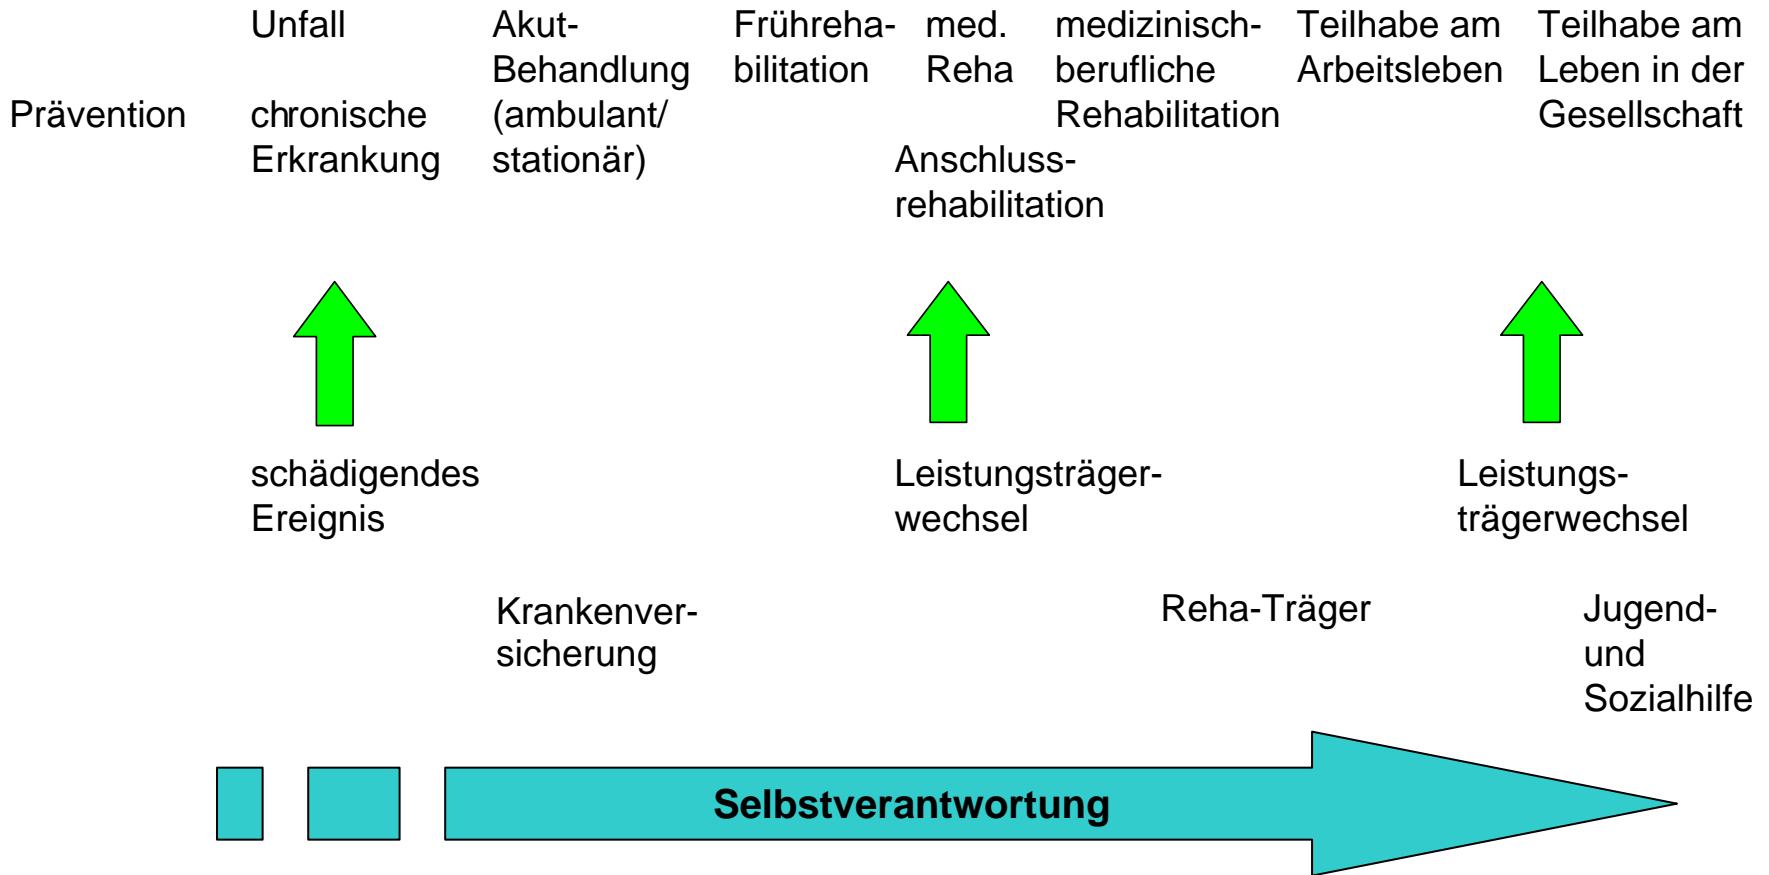 Prävention
Unfall
chronische
Erkrankung
Akut-
Behandlung
(ambulant/
stationär)
Frühreha-
bilitation
med.
Reha
Anschluss-
rehabilitation
medizinisch-
berufliche
Rehabilitation
Teilhabe am
Arbeitsleben
Teilhabe am
Leben in der
Gesellschaft
schädigendes
Ereignis
Leistungsträger-
wechsel
Leistungs-
trägerwechsel
Krankenver-
sicherung
Reha-Träger
Jugend-
und
Sozialhilfe
Selbstverantwortung